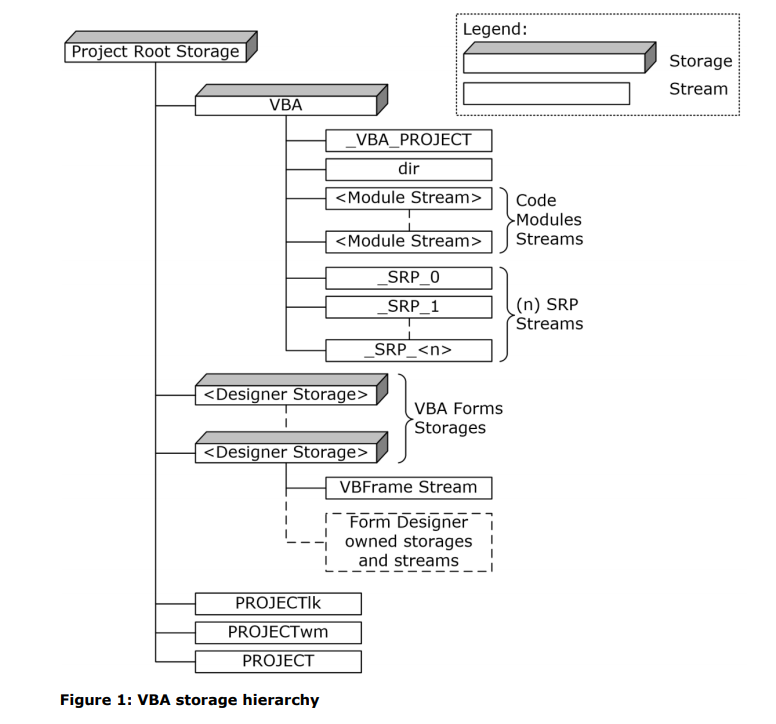 Legend:
Storage
Stream
Project Root Storage
VBA
_VBA_PROJECT
dir
<Module Stream>
<Module Stream>
Code
Modules
Streams
_SRP_0
_SRP_1
_SRP_<n>
(n) SRP
Streams
<Designer Storage>
<Designer Storage>
VBA Forms
Storages
VBFrame Stream
Form Designer
owned storages
and streams
PROJECTlk
PROJECTwm
PROJECT
Figure 1: VBA storage hierarchy